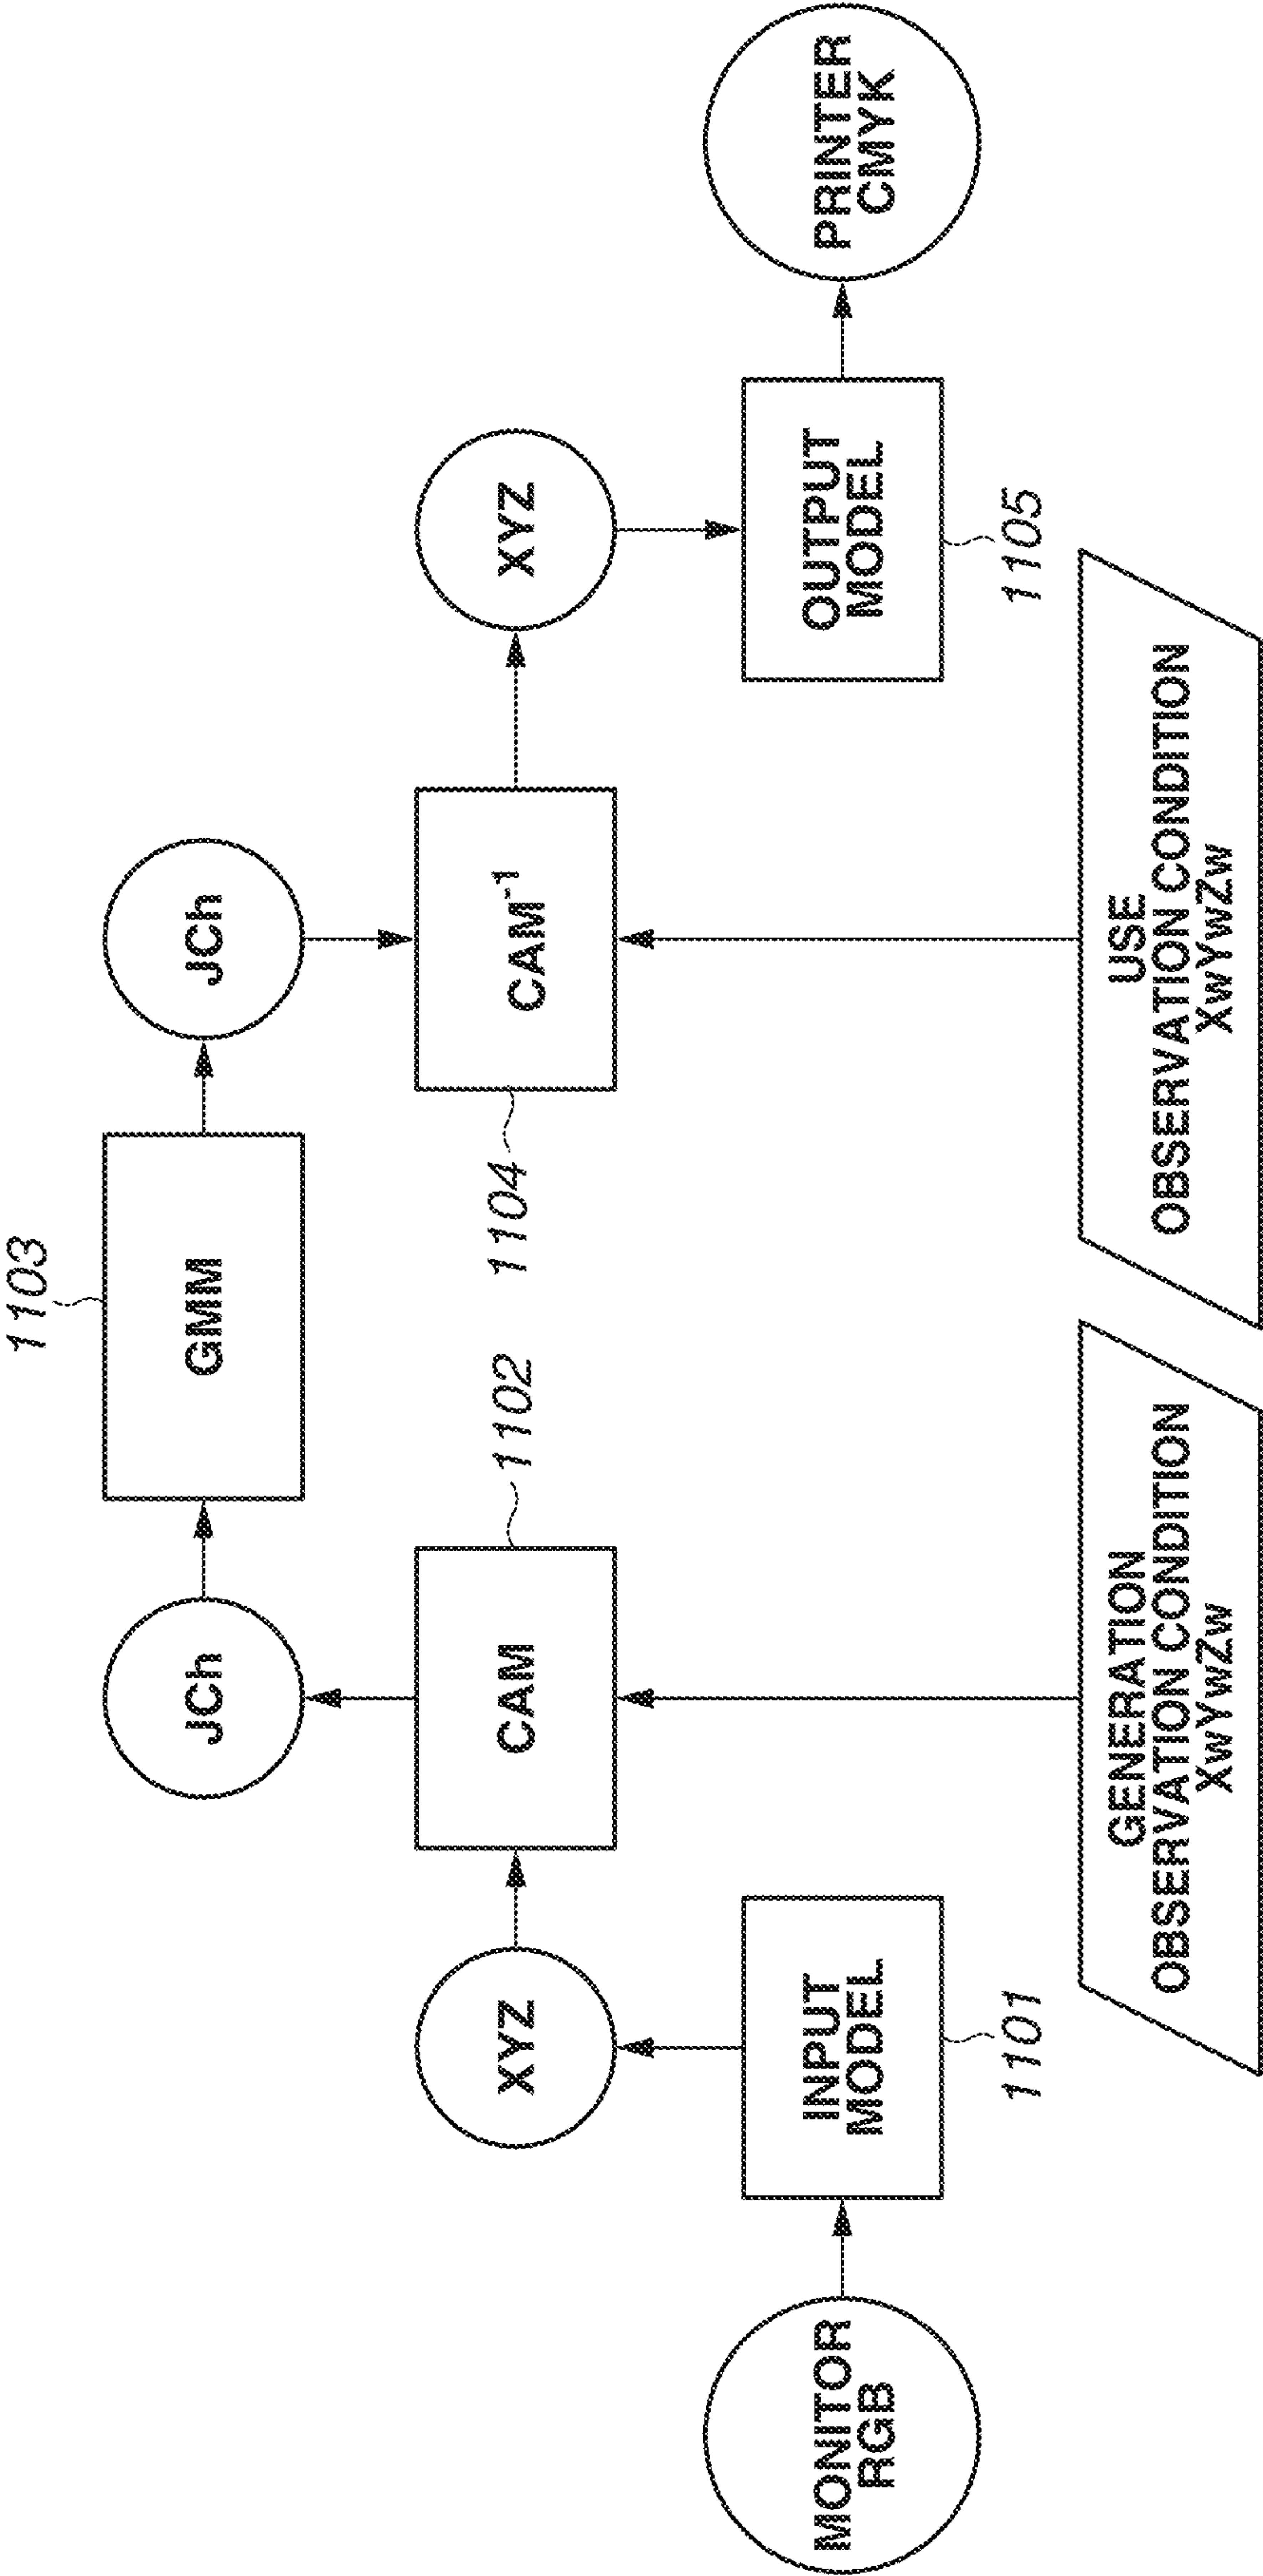 1103
JCh
GMM
JCh
1102
1104
XYZ
CAM
CAM⁻¹
XYZ
MONITOR
RGB
INPUT
MODEL
OUTPUT
MODEL
PRINTER
CMYK
1101
1105
GENERATION
OBSERVATION CONDITION
XwYwZw
USE
OBSERVATION CONDITION
XwYwZw